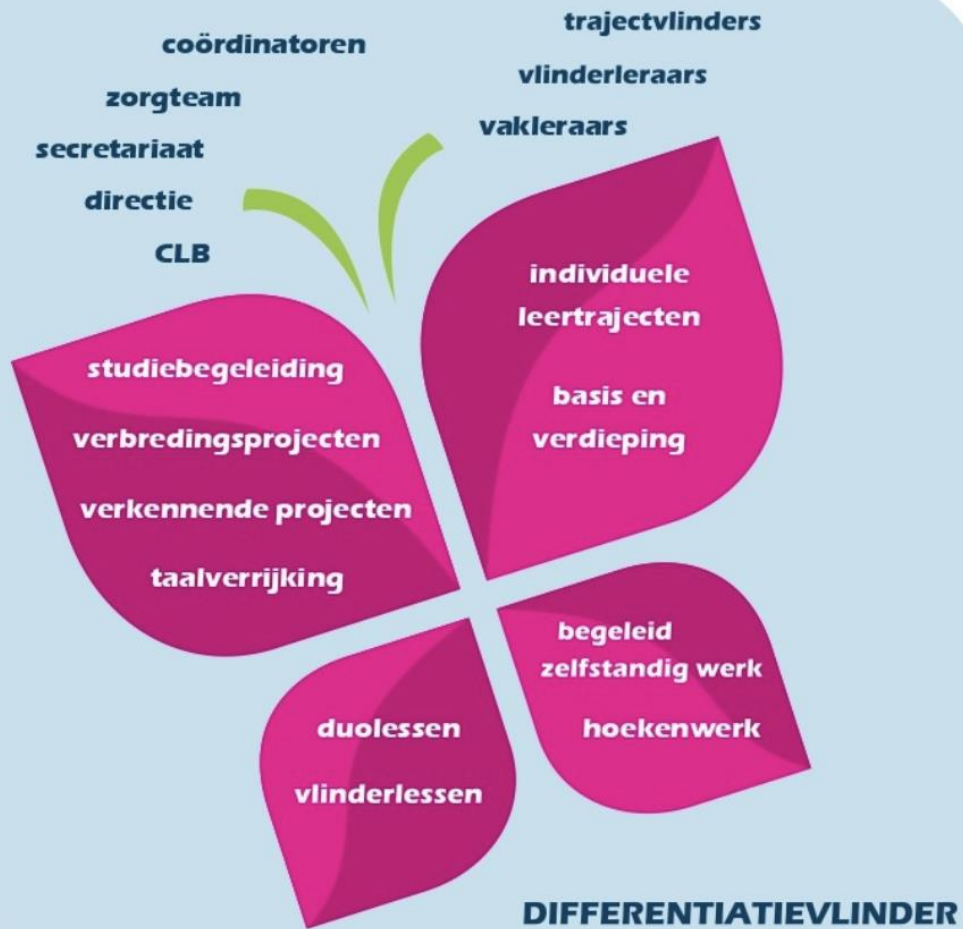 coördinatoren
zorgteam
secretariaat
directie
CLB
trajectvlinders
vlinderleraars
vakleraars
studiebegeleiding
verbredingsprojecten
verkennende projecten
taalverrijking
individuele
leertrajecten
basis en
verdieping
duolessen
vlinderlessen
begeleid
zelfstandig werk
hoekenwerk
DIFFERENTIATIEVLINDER